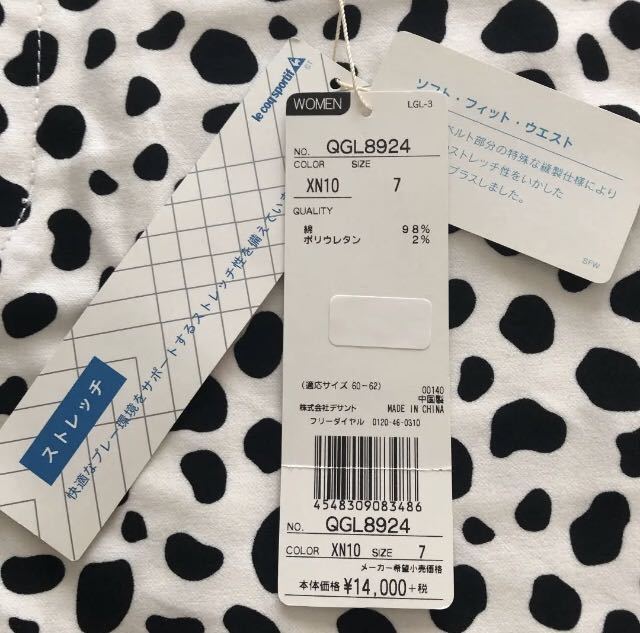 le coq sportif
ST
ストレッチ
快適なプレー環境をサポートするストレッチ性を備えてい
ソフト・フィット・ウエスト
ベルト部分の特殊な縫製仕様により
ストレッチ性をいかした
プラスしました。
SFW
WOMEN LGL-3
NO. QGL8924
COLOR SIZE
XN10 7
QUALITY
綿 98%
ポリウレタン 2%
(適応サイズ 60-62) 00140
中国製
株式会社デサント MADE IN CHINA
フリーダイヤル 0120-46-0310
4548309083486
NO. QGL8924
COLOR XN10 SIZE 7
メーカー希望小売価格
本体価格 ¥14,000+税